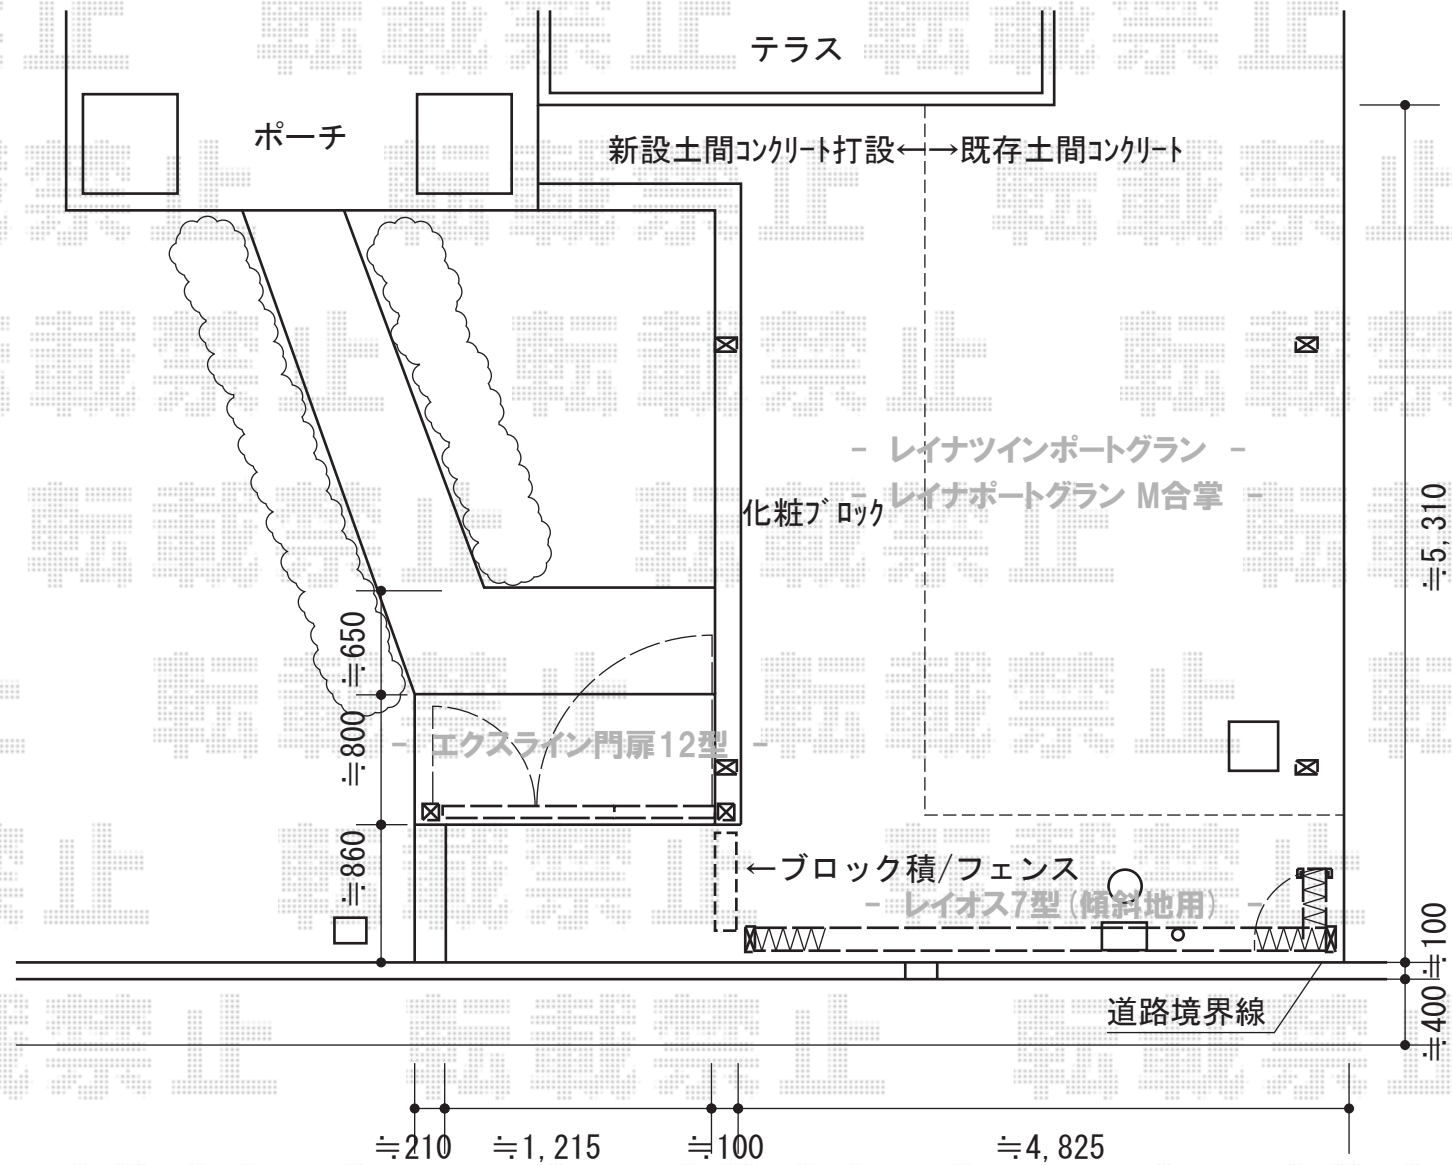 テラス
ポーチ
新設土間コンクリート打設←→既存土間コンクリート
- レイナツインポートグラン -
- レイナポートグラン M合掌 -
化粧ブロック
≒5,310
≒650
≒800
- エクスライン門扉12型 -
≒860
←ブロック積/フェンス
- レイオス7型(傾斜地用) -
≒100
道路境界線
≒400
≒210
≒1,215
≒100
≒4,825
転載禁止